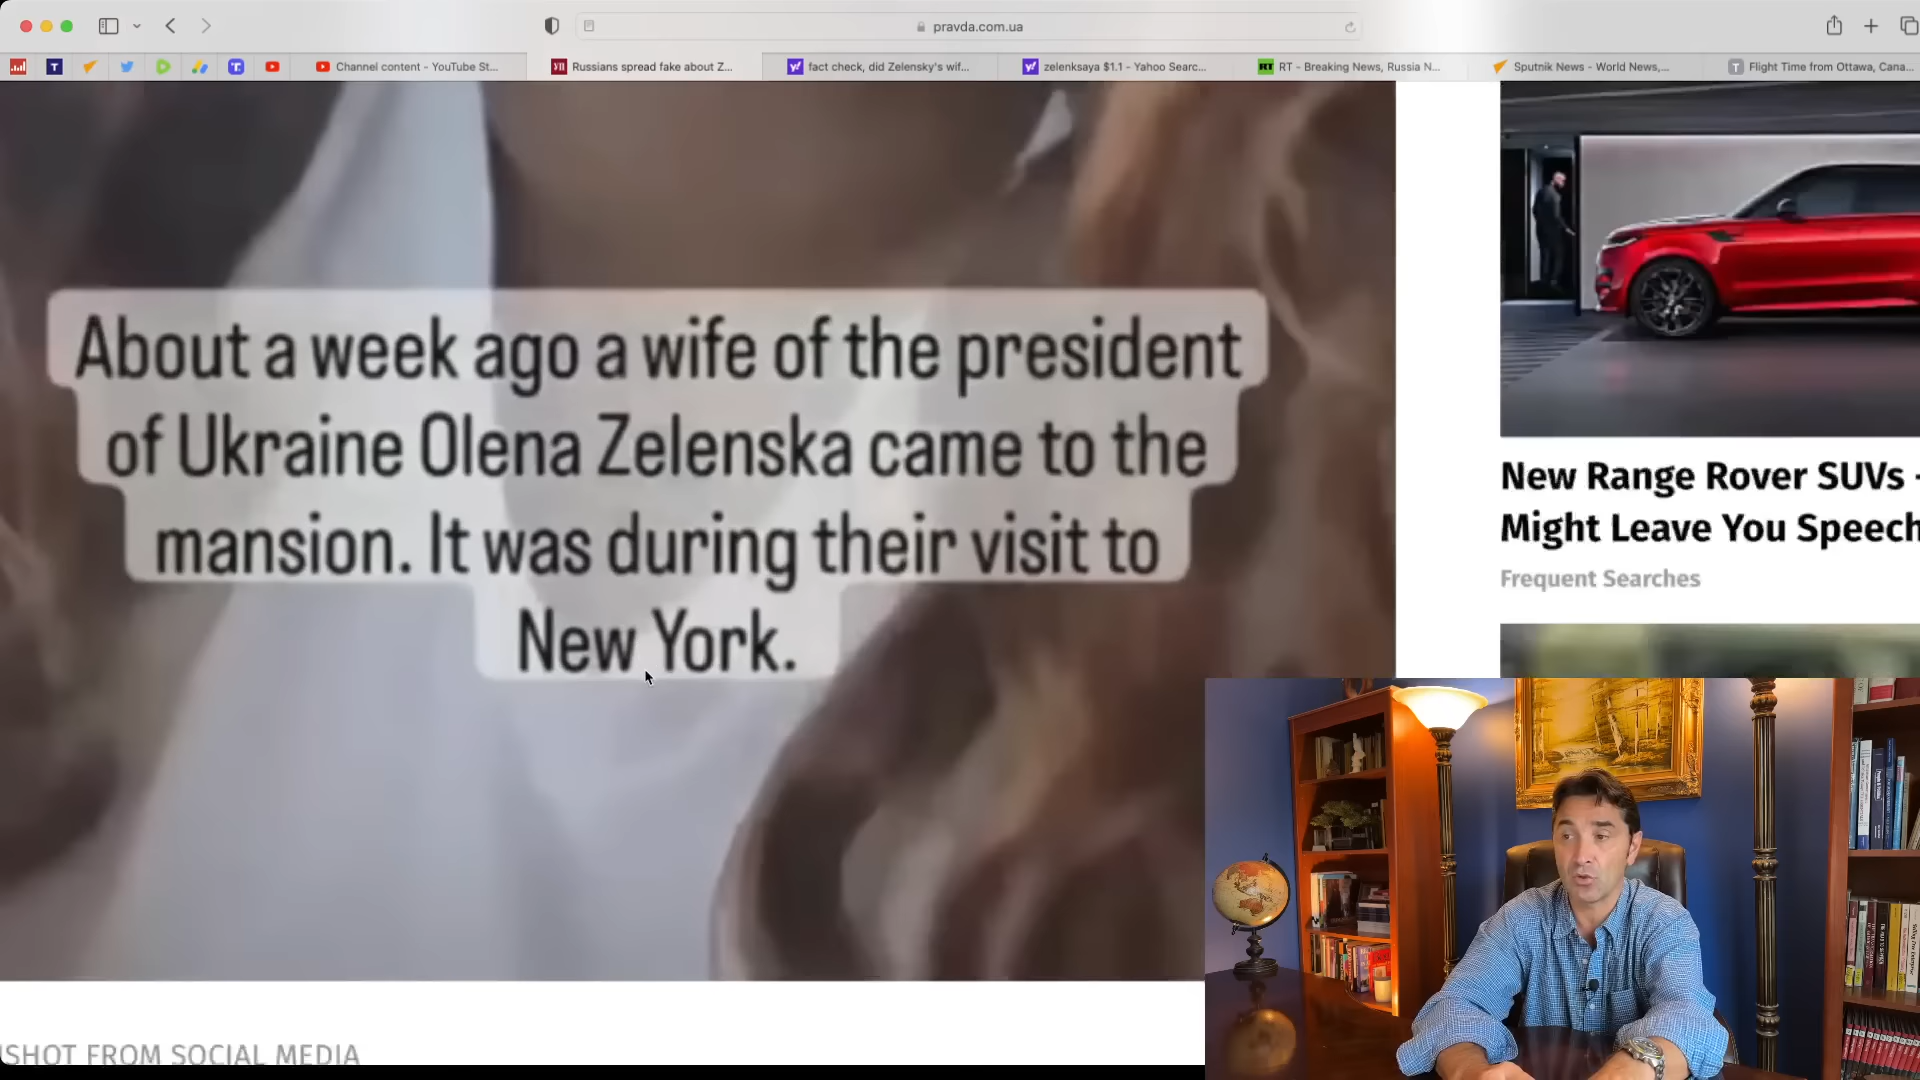 pravda.com.ua
Channel content - YouTube St...
Russians spread fake about Z...
fact check, did Zelensky's wif...
zelenksaya $1.1 - Yahoo Searc...
RT - Breaking News, Russia N...
Sputnik News - World News,...
Flight Time from Ottawa, Cana...
About a week ago a wife of the president
of Ukraine Olena Zelenska came to the
mansion. It was during their visit to
New York.
New Range Rover SUVs -
Might Leave You Speech
Frequent Searches
SHOT FROM SOCIAL MEDIA